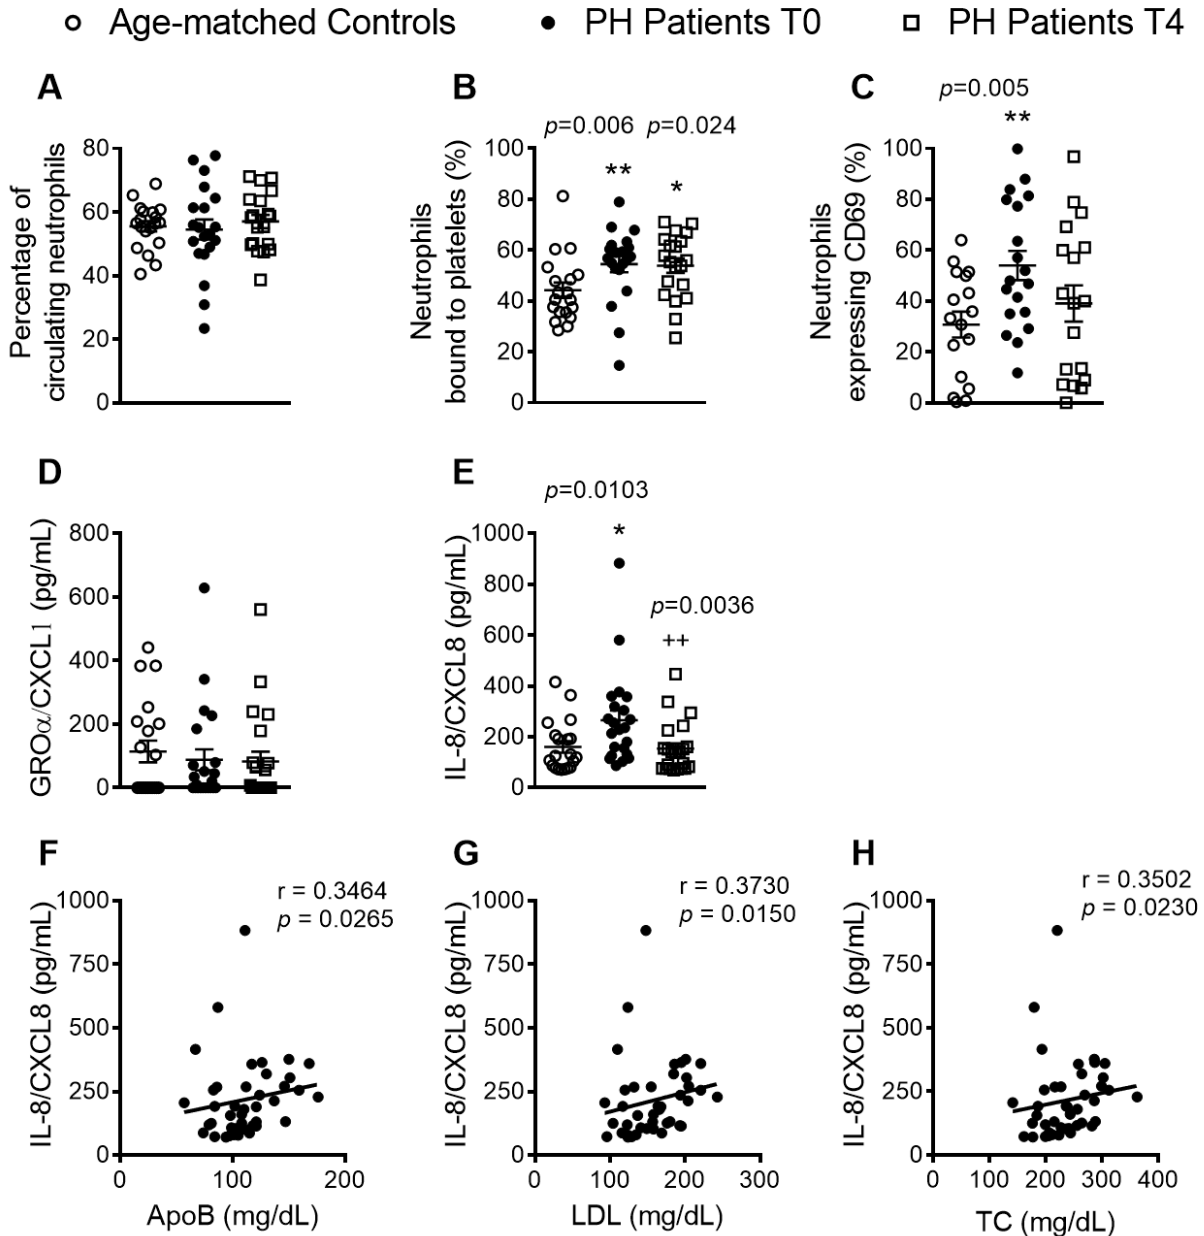 Age-matched Controls PH Patients T0 PH Patients T4
A
Percentage of
circulating neutrophils
80
60
40
20
0
B
p=0.006 p=0.024
** *
Neutrophils
bound to platelets (%)
100
80
60
40
20
0
C
p=0.005
**
Neutrophils
expressing CD69 (%)
100
80
60
40
20
0
D
GROα/CXCL1 (pg/mL)
800
600
400
200
0
E
p=0.0103
*
p=0.0036
++
IL-8/CXCL8 (pg/mL)
1000
800
600
400
200
0
F
r = 0.3464
p = 0.0265
IL-8/CXCL8 (pg/mL)
1000
750
500
250
0
0 100 200
ApoB (mg/dL)
G
r = 0.3730
p = 0.0150
IL-8/CXCL8 (pg/mL)
1000
750
500
250
0
0 100 200 300
LDL (mg/dL)
H
r = 0.3502
p = 0.0230
IL-8/CXCL8 (pg/mL)
1000
750
500
250
0
0 100 200 300 400
TC (mg/dL)